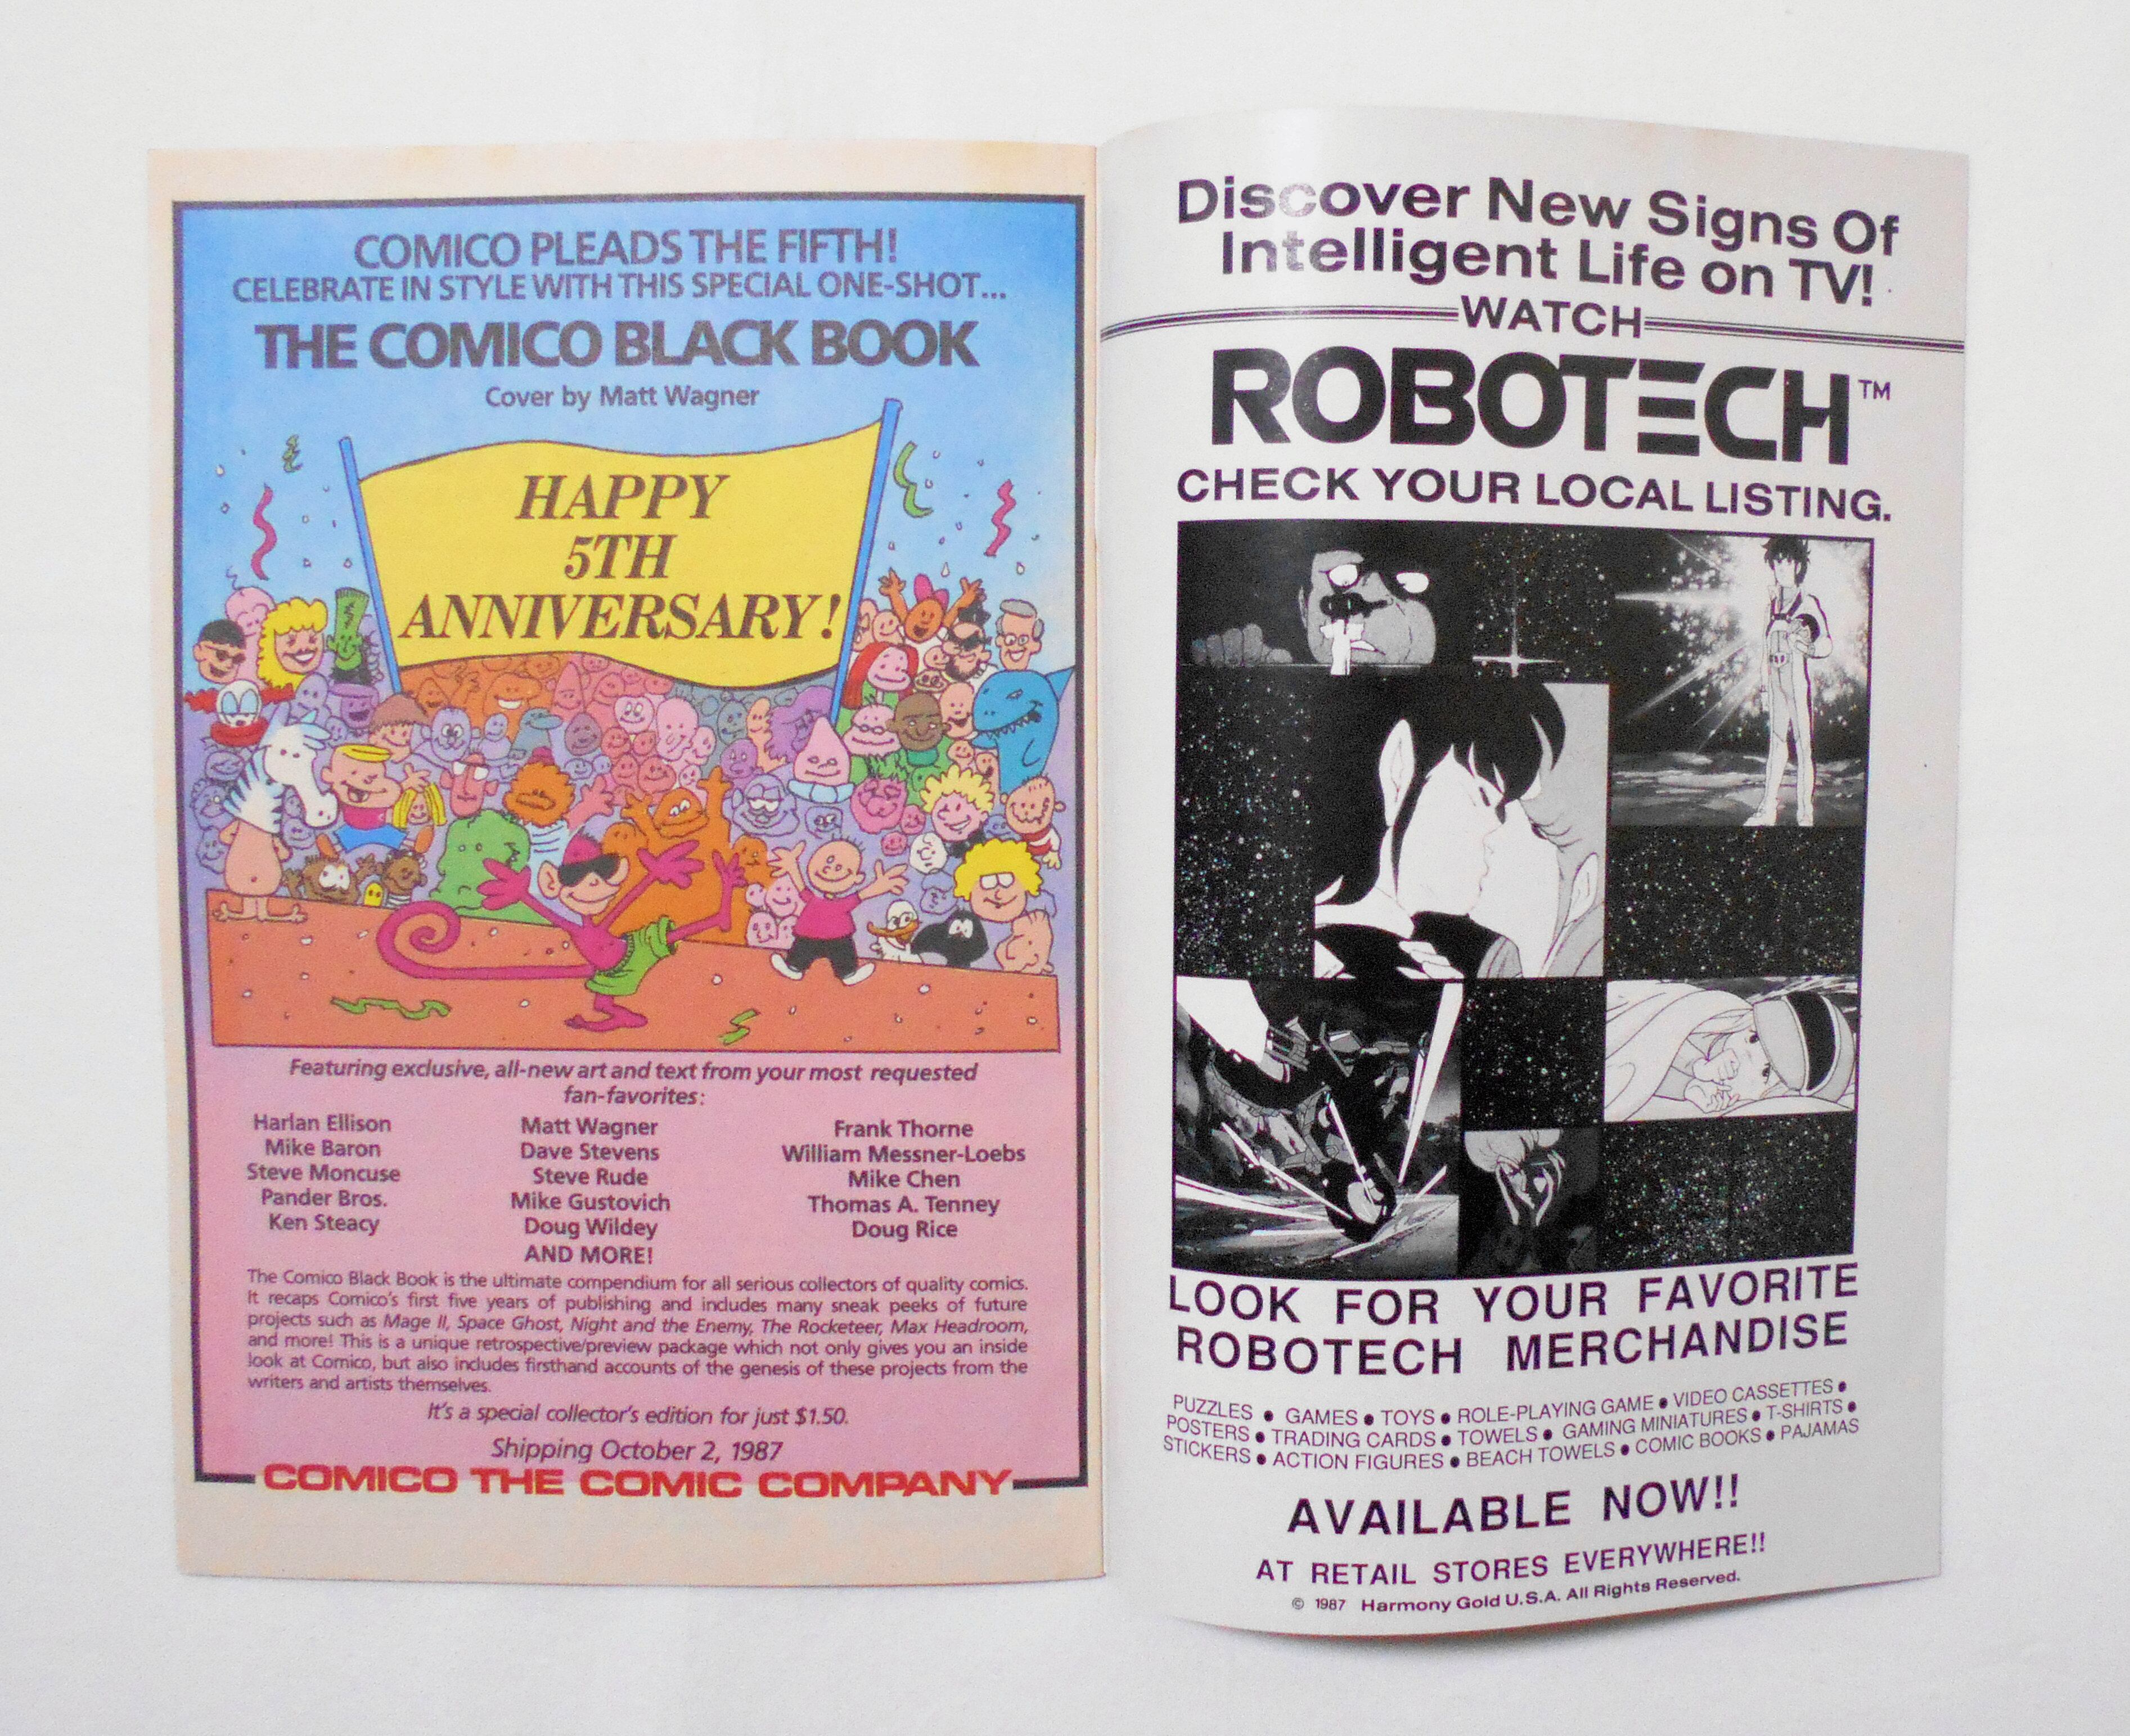 COMICO PLEADS THE FIFTH!
CELEBRATE IN STYLE WITH THIS SPECIAL ONE-SHOT...
THE COMICO BLACK BOOK
Cover by Matt Wagner
HAPPY
5TH
ANNIVERSARY!
Featuring exclusive, all-new art and text from your most requested
fan-favorites:
Harlan Ellison
Mike Baron
Steve Moncuse
Pander Bros.
Ken Steacy
Matt Wagner
Dave Stevens
Steve Rude
Mike Gustovich
Doug Wildey
AND MORE!
Frank Thorne
William Messner-Loebs
Mike Chen
Thomas A. Tenney
Doug Rice
The Comico Black Book is the ultimate compendium for all serious collectors of quality comics.
It recaps Comico's first five years of publishing and includes many sneak peeks of future
projects such as Mage II, Space Ghost, Night and the Enemy, The Rocketeer, Max Headroom,
and more! This is a unique retrospective/preview package which not only gives you an inside
look at Comico, but also includes firsthand accounts of the genesis of these projects from the
writers and artists themselves.
It's a special collector's edition for just $1.50.
Shipping October 2, 1987
COMICO THE COMIC COMPANY
Discover New Signs Of
Intelligent Life on TV!
WATCH
ROBOTECH™
CHECK YOUR LOCAL LISTING.
LOOK FOR YOUR FAVORITE
ROBOTECH MERCHANDISE
PUZZLES • GAMES • TOYS • ROLE-PLAYING GAME • VIDEO CASSETTES •
POSTERS • TRADING CARDS • TOWELS • GAMING MINIATURES • T-SHIRTS •
STICKERS • ACTION FIGURES • BEACH TOWELS • COMIC BOOKS • PAJAMAS
AVAILABLE NOW!!
AT RETAIL STORES EVERYWHERE!!
© 1987 Harmony Gold U.S.A. All Rights Reserved.